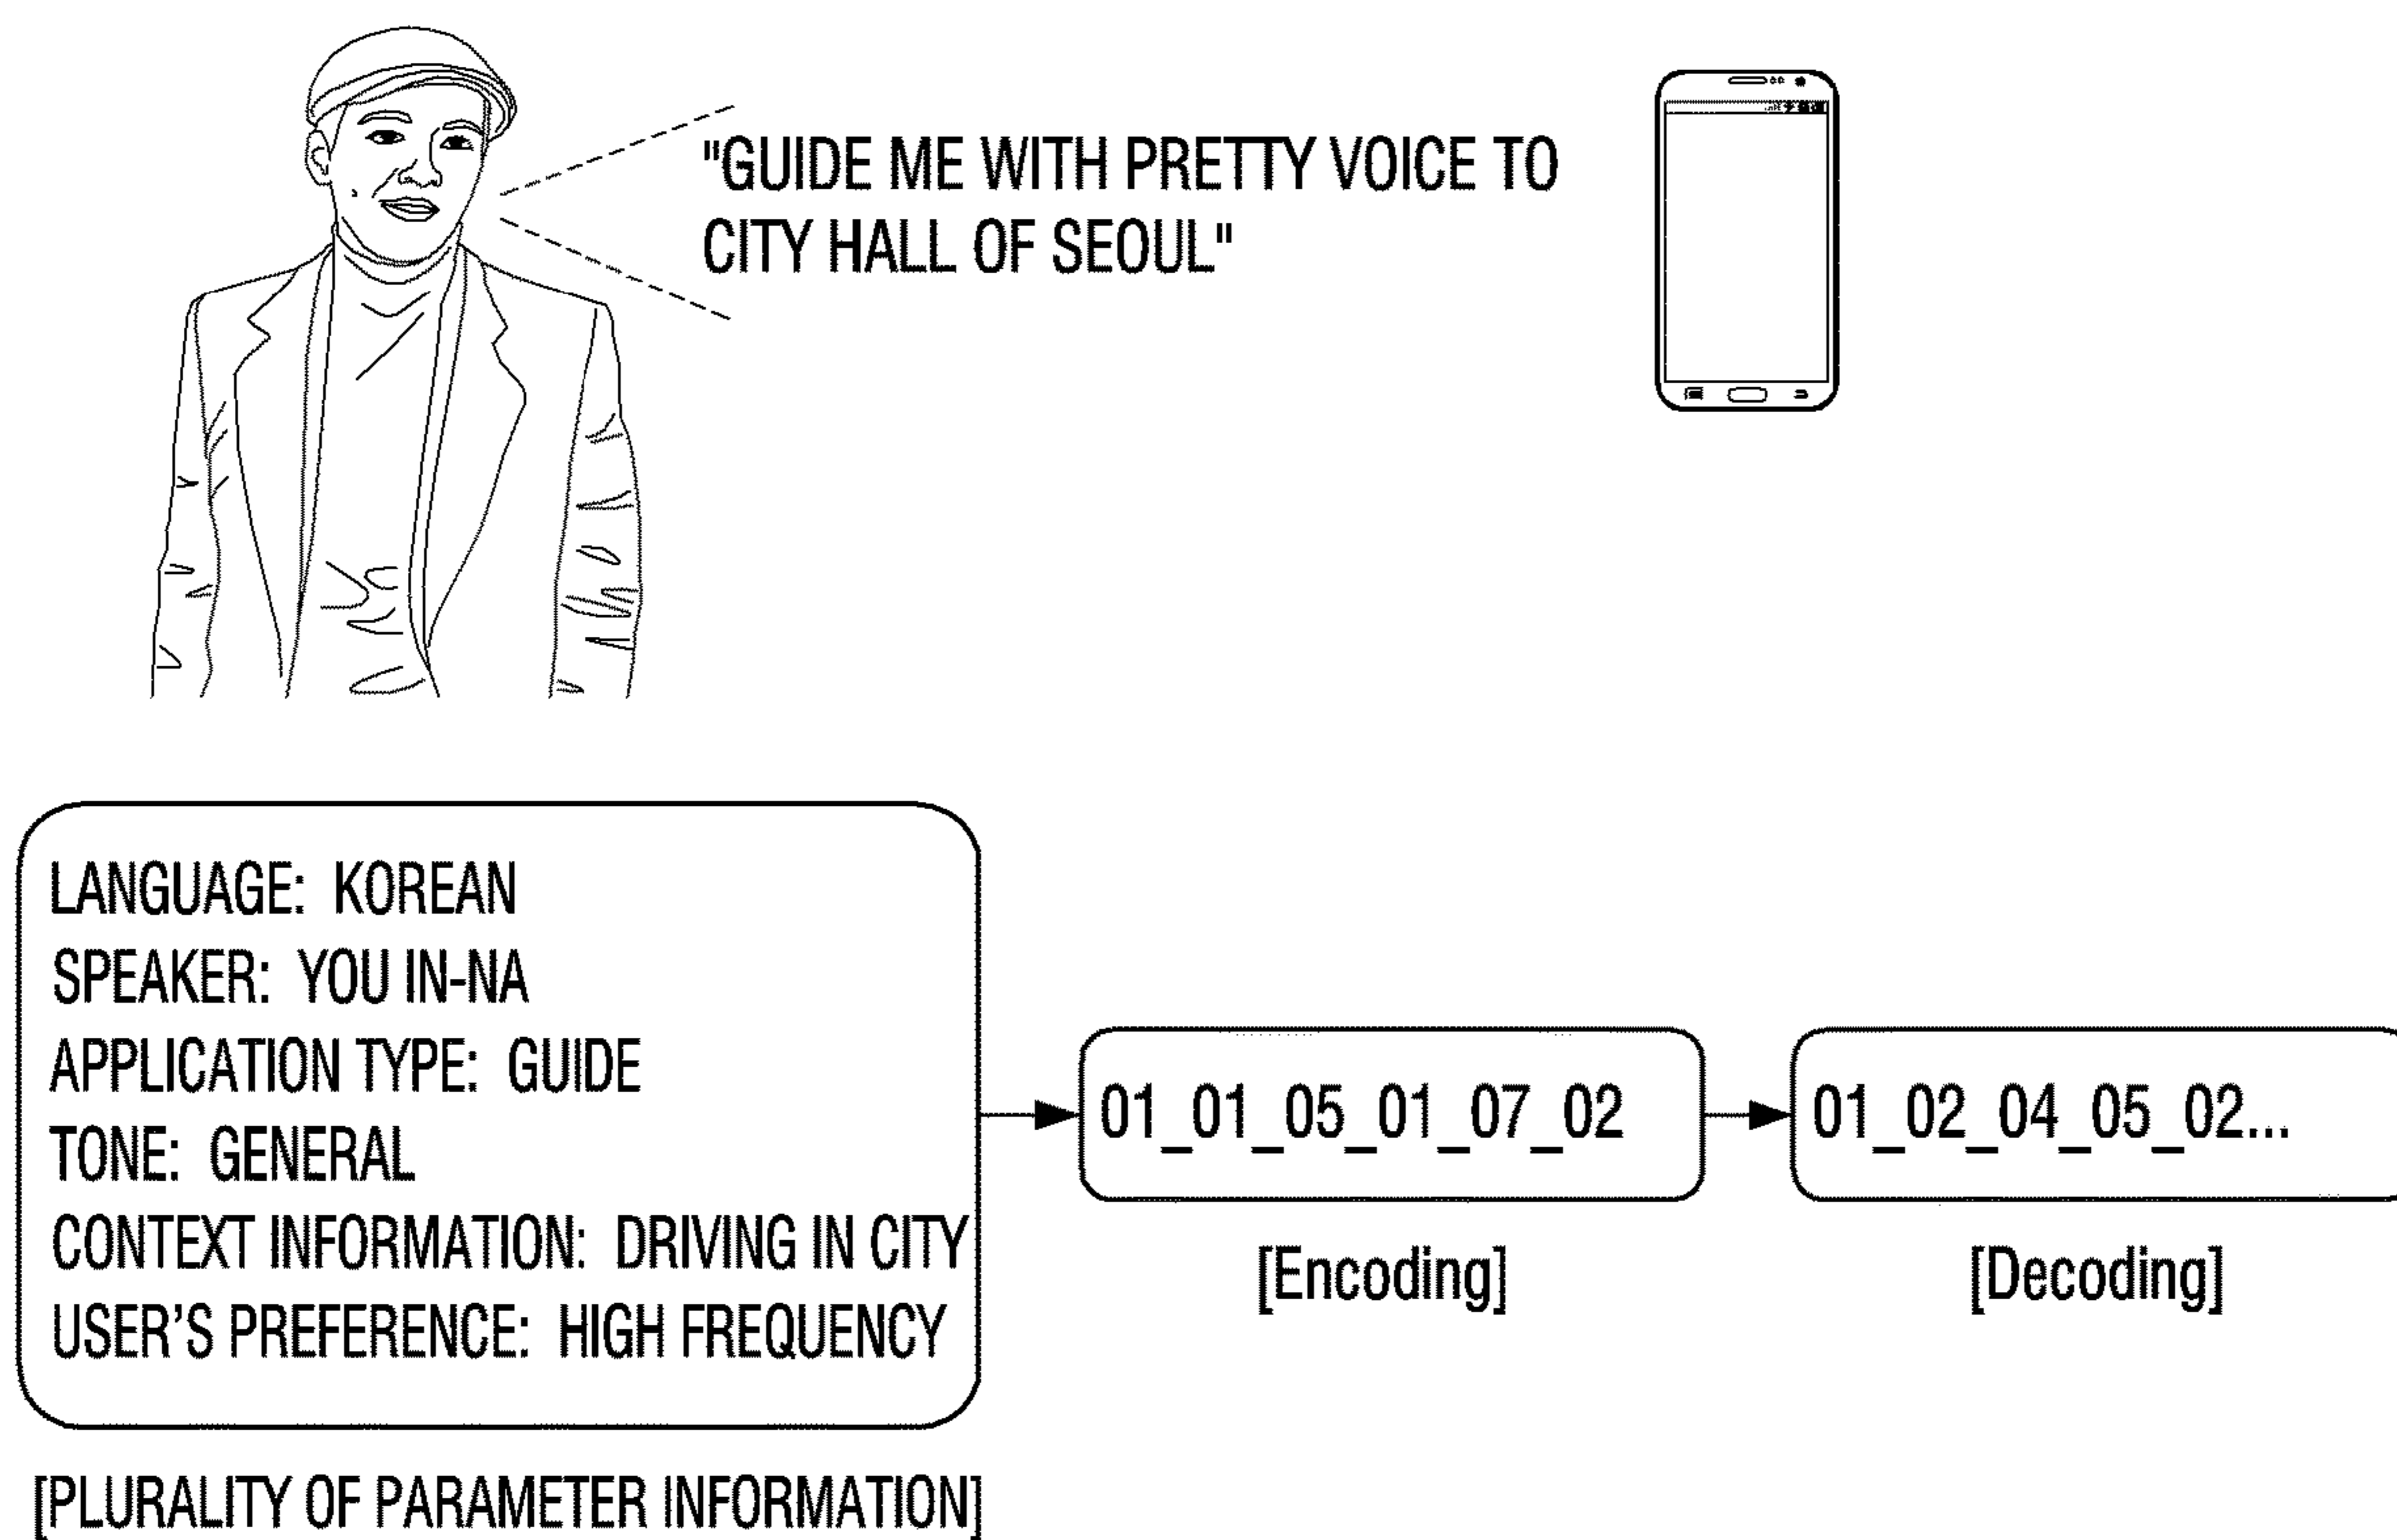 "GUIDE ME WITH PRETTY VOICE TO
CITY HALL OF SEOUL"
LANGUAGE: KOREAN
SPEAKER: YOU IN-NA
APPLICATION TYPE: GUIDE
TONE: GENERAL
CONTEXT INFORMATION: DRIVING IN CITY
USER'S PREFERENCE: HIGH FREQUENCY
[PLURALITY OF PARAMETER INFORMATION]
01_01_05_01_07_02
[Encoding]
01_02_04_05_02...
[Decoding]